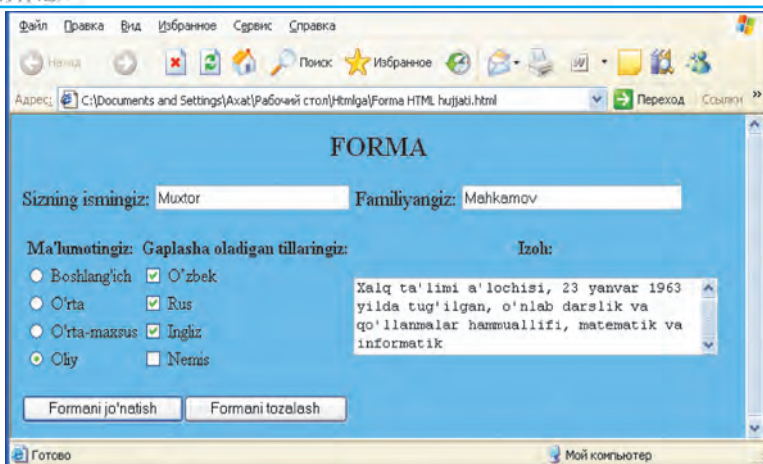 Файл Правка Вид Избранное Сервис Справка
Назад Поиск Избранное
Адрес: C:\Documents and Settings\Axat\Рабочий стол\Htmlga\Forma HTML hujjati.html Переход Ссылки »
FORMA
Sizning ismingiz: Muxtor Familiyangiz: Mahkamov
Ma'lumotingiz: Gaplasha oladigan tillaringiz: Izoh:
Boshlang'ich O'zbek
O'rta Rus
O'rta-maxsus Ingliz
Oliy Nemis
Xalq ta'limi a'lochisi, 23 yanvar 1963
yilda tug'ilgan, o'nlab darslik va
qo'llanmalar hammuallifi, matematik va
informatik
Formani jo'natish Formani tozalash
Готово Мой компьютер